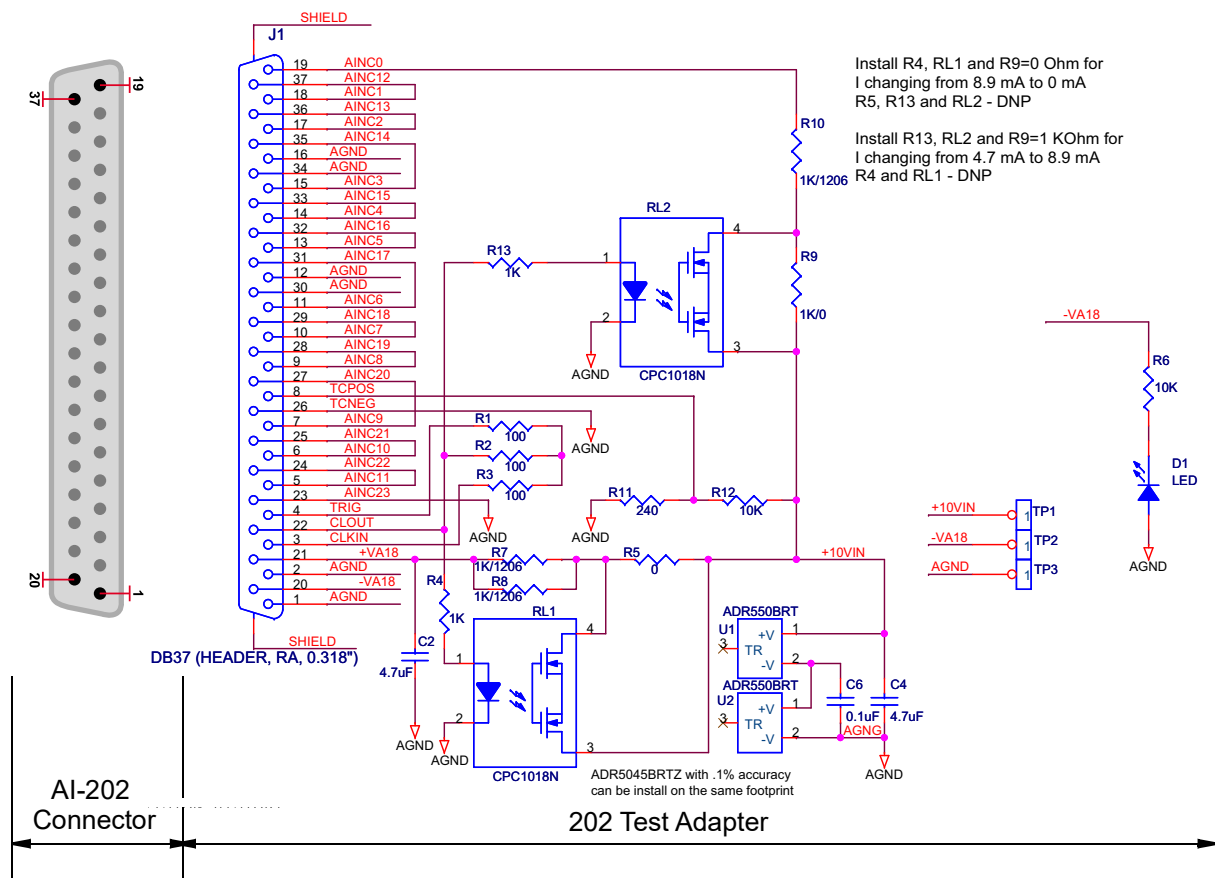 SHIELD
J1
19 AINC0
37 AINC12
18 AINC1
36 AINC13
17 AINC2
35 AINC14
16 AGND
34 AGND
15 AINC3
33 AINC15
14 AINC4
32 AINC16
13 AINC5
31 AINC17
12 AGND
30 AGND
11 AINC6
29 AINC18
10 AINC7
28 AINC19
9 AINC8
27 AINC20
8 TCPOS
26 TCNEG
7 AINC9
25 AINC21
6 AINC10
24 AINC22
5 AINC11
23 AINC23
4 TRIG
22 CLOUT
3 CLKIN
21 +VA18
2 AGND
20 -VA18
1 AGND
SHIELD
DB37 (HEADER, RA, 0.318")
19
37
20
1
Install R4, RL1 and R9=0 Ohm for
I changing from 8.9 mA to 0 mA
R5, R13 and RL2 - DNP
Install R13, RL2 and R9=1 KOhm for
I changing from 4.7 mA to 8.9 mA
R4 and RL1 - DNP
R10
1K/1206
RL2
R13
1K
1
2
4
3
AGND
CPC1018N
R9
1K/0
-VA18
R6
10K
D1
LED
AGND
R1
100
R2
100
R3
100
AGND
AGND
R11
240
R12
10K
AGND
R7
1K/1206
R8
1K/1206
R5
0
+10VIN
R4
1K
C2
4.7uF
AGND
RL1
1
2
4
3
AGND
CPC1018N
ADR550BRT
U1
3
TR
+V
-V
1
2
ADR550BRT
U2
3
TR
+V
-V
1
2
C6
0.1uF
C4
4.7uF
AGNG
AGND
+10VIN
1
TP1
-VA18
1
TP2
AGND
1
TP3
ADR5045BRTZ with .1% accuracy
can be install on the same footprint
AI-202
Connector
202 Test Adapter